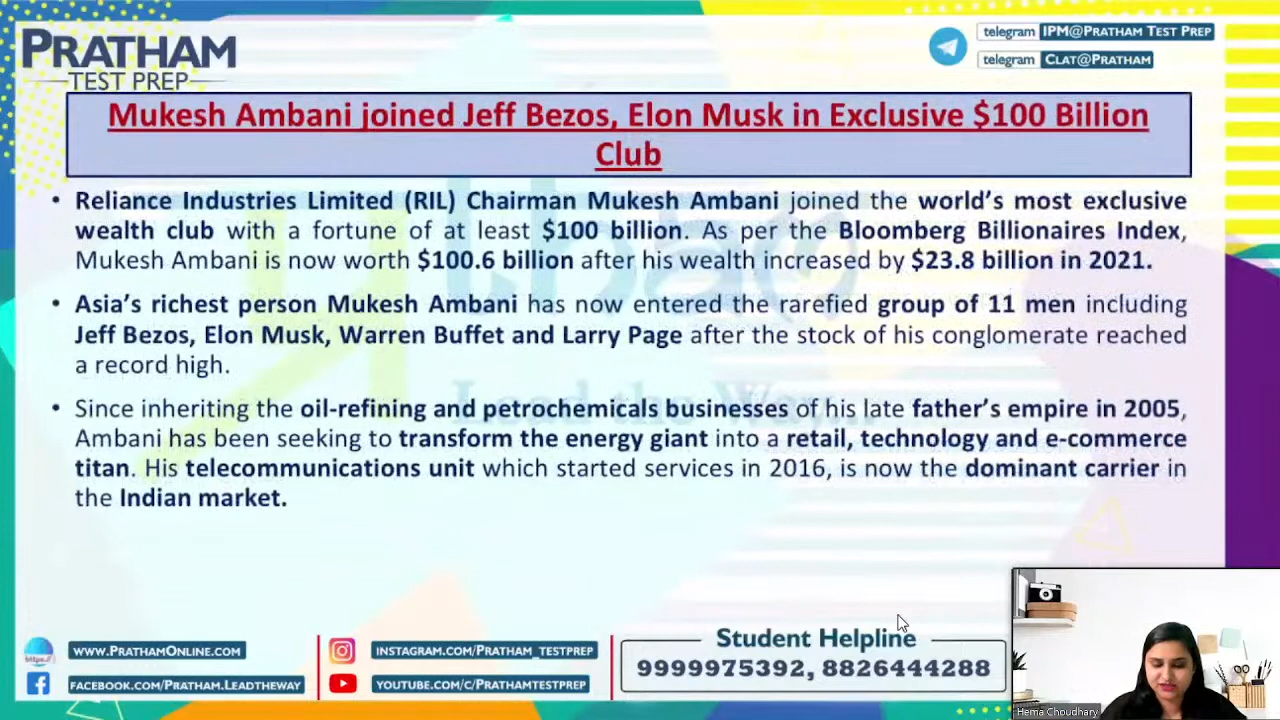 PRATHAM
TEST PREP
telegram IPM@PRATHAM TEST PREP
telegram CLAT@PRATHAM
Mukesh Ambani joined Jeff Bezos, Elon Musk in Exclusive $100 Billion
Club
• Reliance Industries Limited (RIL) Chairman Mukesh Ambani joined the world's most exclusive
wealth club with a fortune of at least $100 billion. As per the Bloomberg Billionaires Index,
Mukesh Ambani is now worth $100.6 billion after his wealth increased by $23.8 billion in 2021.
• Asia's richest person Mukesh Ambani has now entered the rarefied group of 11 men including
Jeff Bezos, Elon Musk, Warren Buffet and Larry Page after the stock of his conglomerate reached
a record high.
• Since inheriting the oil-refining and petrochemicals businesses of his late father's empire in 2005,
Ambani has been seeking to transform the energy giant into a retail, technology and e-commerce
titan. His telecommunications unit which started services in 2016, is now the dominant carrier in
the Indian market.
Lead the Way...
https://
WWW.PRATHAMONLINE.COM
FACEBOOK.COM/PRATHAM.LEADTHEWAY
INSTAGRAM.COM/PRATHAM_TESTPREP
YOUTUBE.COM/C/PRATHAMTESTPREP
Student Helpline
9999975392, 8826444288
Hema Choudhary